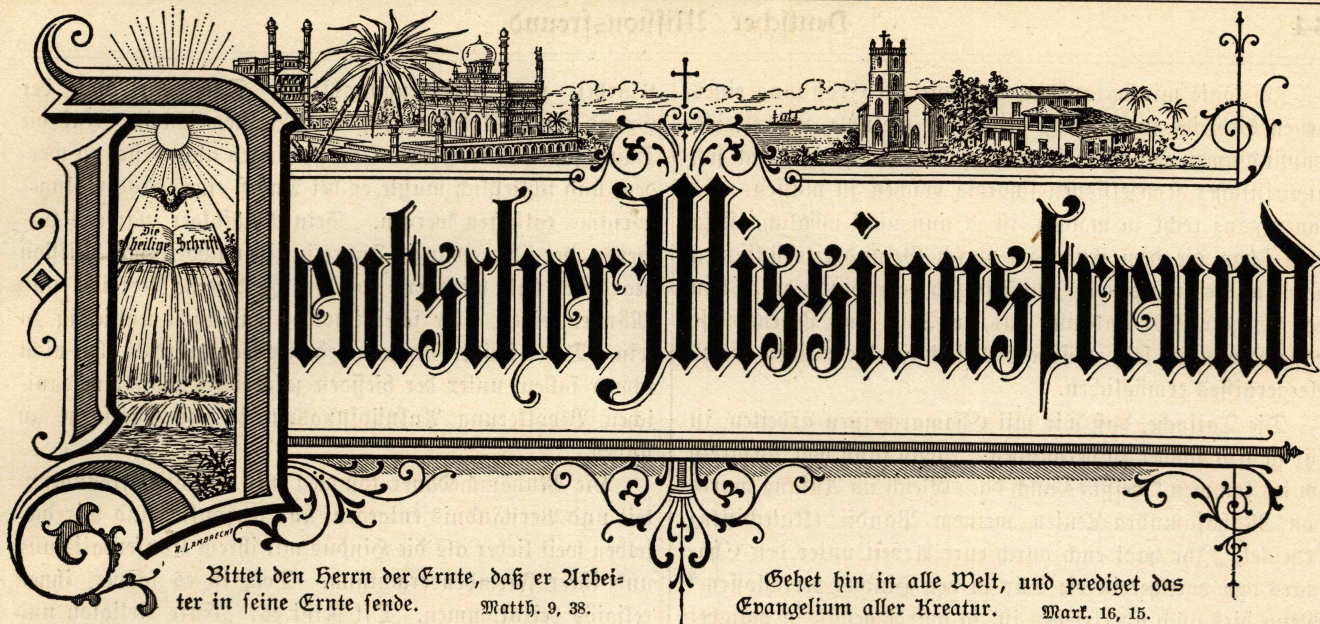 Die
heilige Schrift
Deutscher Missionsfreund
A. LAMBRECHT
Bittet den Herrn der Ernte, daß er Arbei-
ter in seine Ernte sende. Matth. 9, 38.
Gehet hin in alle Welt, und prediget das
Evangelium aller Kreatur. Mark. 16, 15.